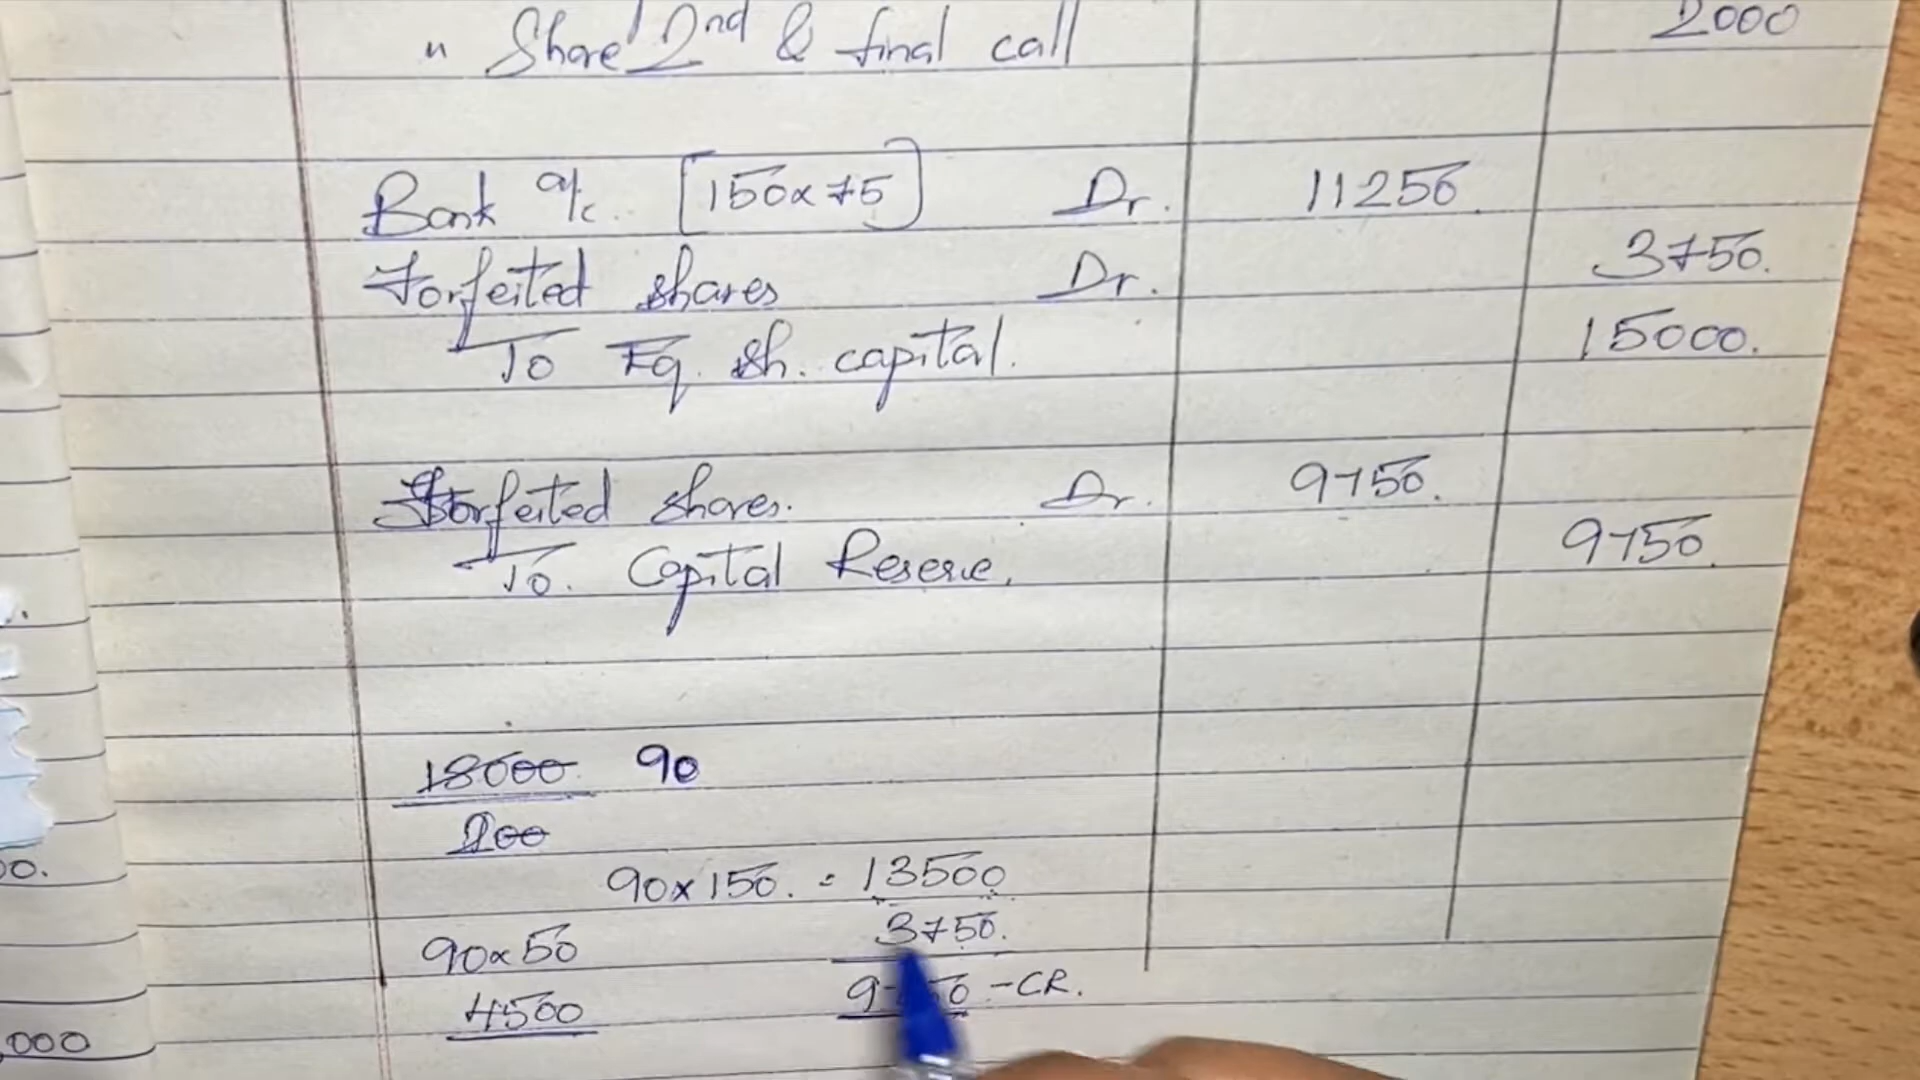 " Share 2nd & final call 2000
Bank a/c. [150x75] Dr. 11250
Forfeited shares Dr. 3750.
To Eq. sh. capital. 15000.
Forfeited shares. Dr. 9750.
To. Capital Reserve. 9750.
18000 90
200
90x150. = 13500
90x50 3750.
4500 -CR.
00.
,000